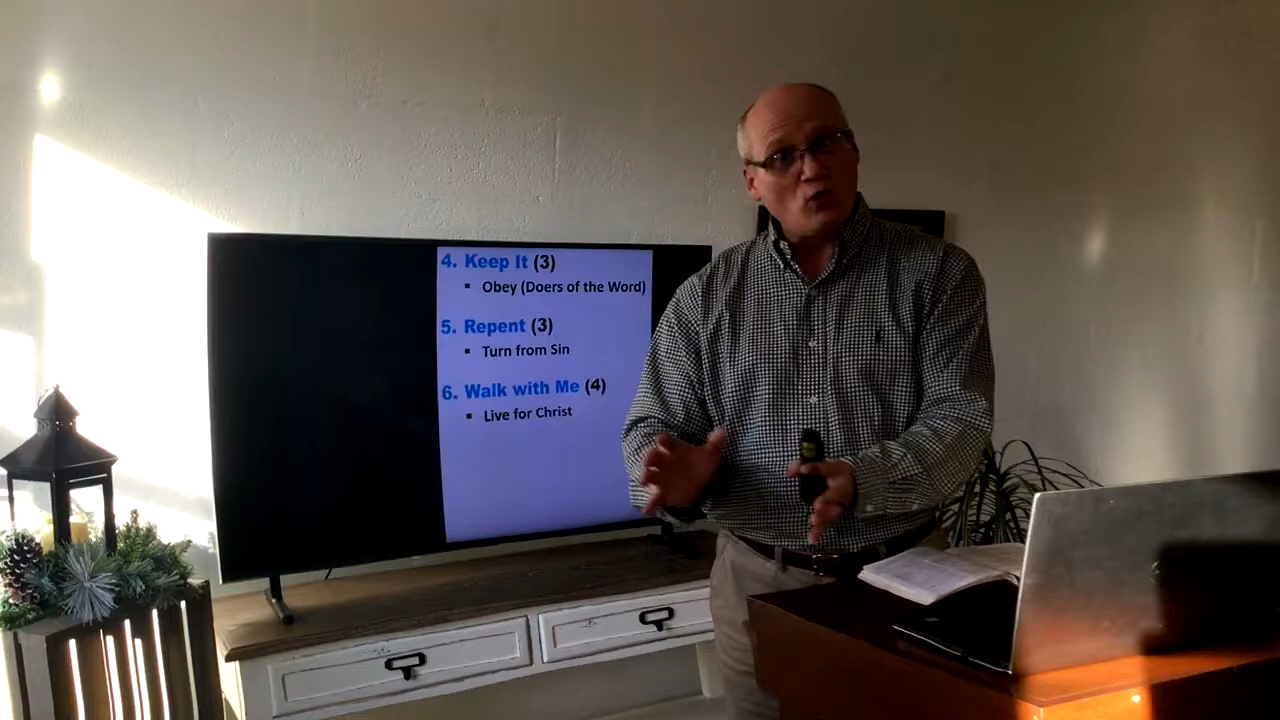 4. Keep It (3)
▪ Obey (Doers of the Word)
5. Repent (3)
▪ Turn from Sin
6. Walk with Me (4)
▪ Live for Christ